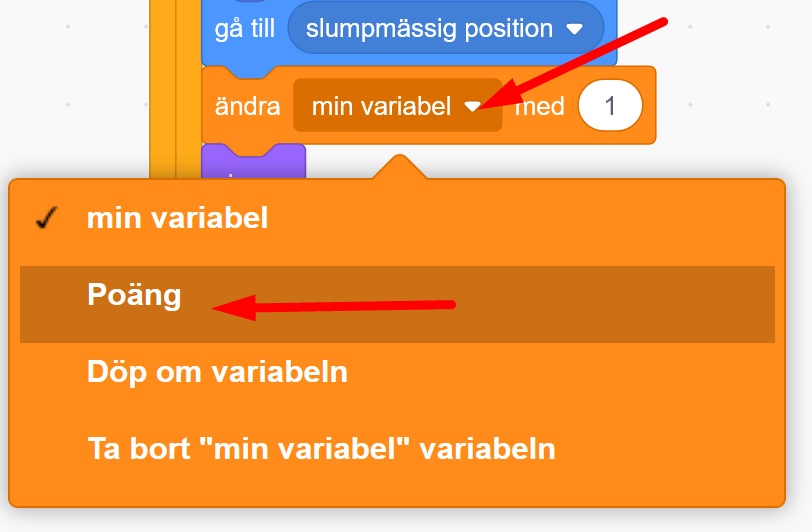 gå till slumpmässig position
ändra min variabel med 1
min variabel
Poäng
Döp om variabeln
Ta bort "min variabel" variabeln